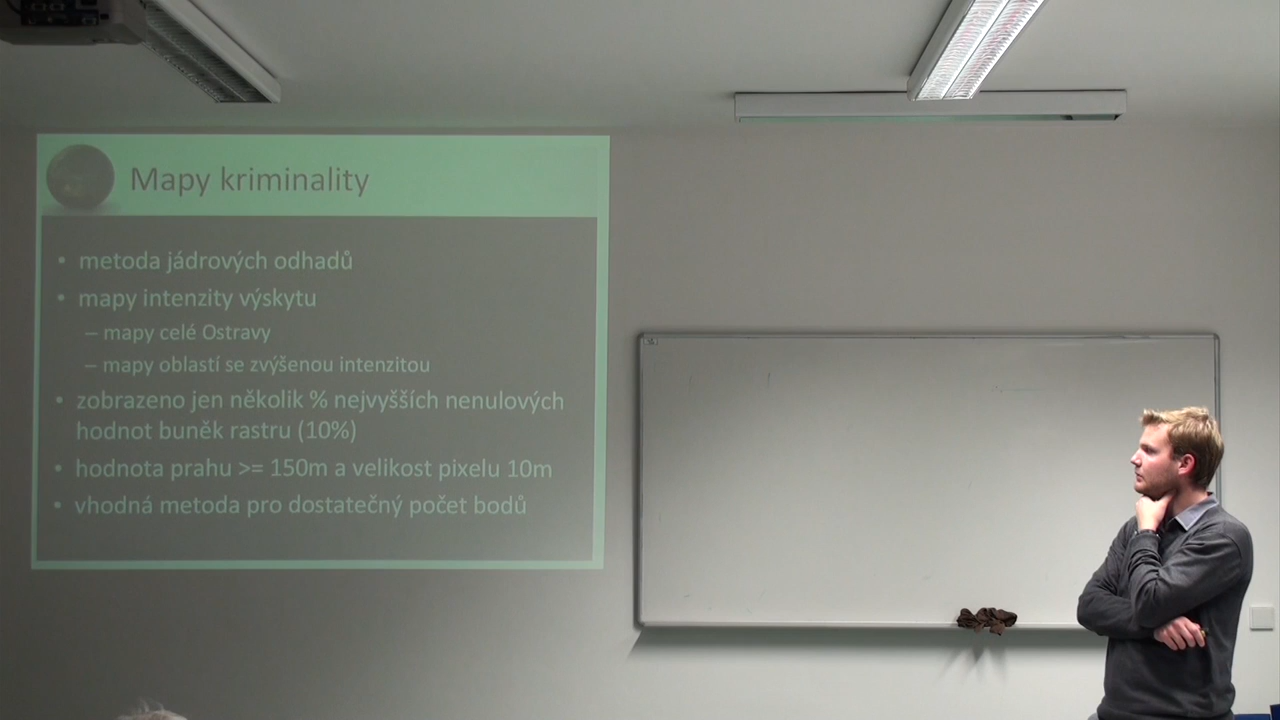 Mapy kriminality
• metoda jádrových odhadů
• mapy intenzity výskytu
– mapy celé Ostravy
– mapy oblastí se zvýšenou intenzitou
• zobrazeno jen několik % nejvyšších nenulových
hodnot buněk rastru (10%)
• hodnota prahu >= 150m a velikost pixelu 10m
• vhodná metoda pro dostatečný počet bodů